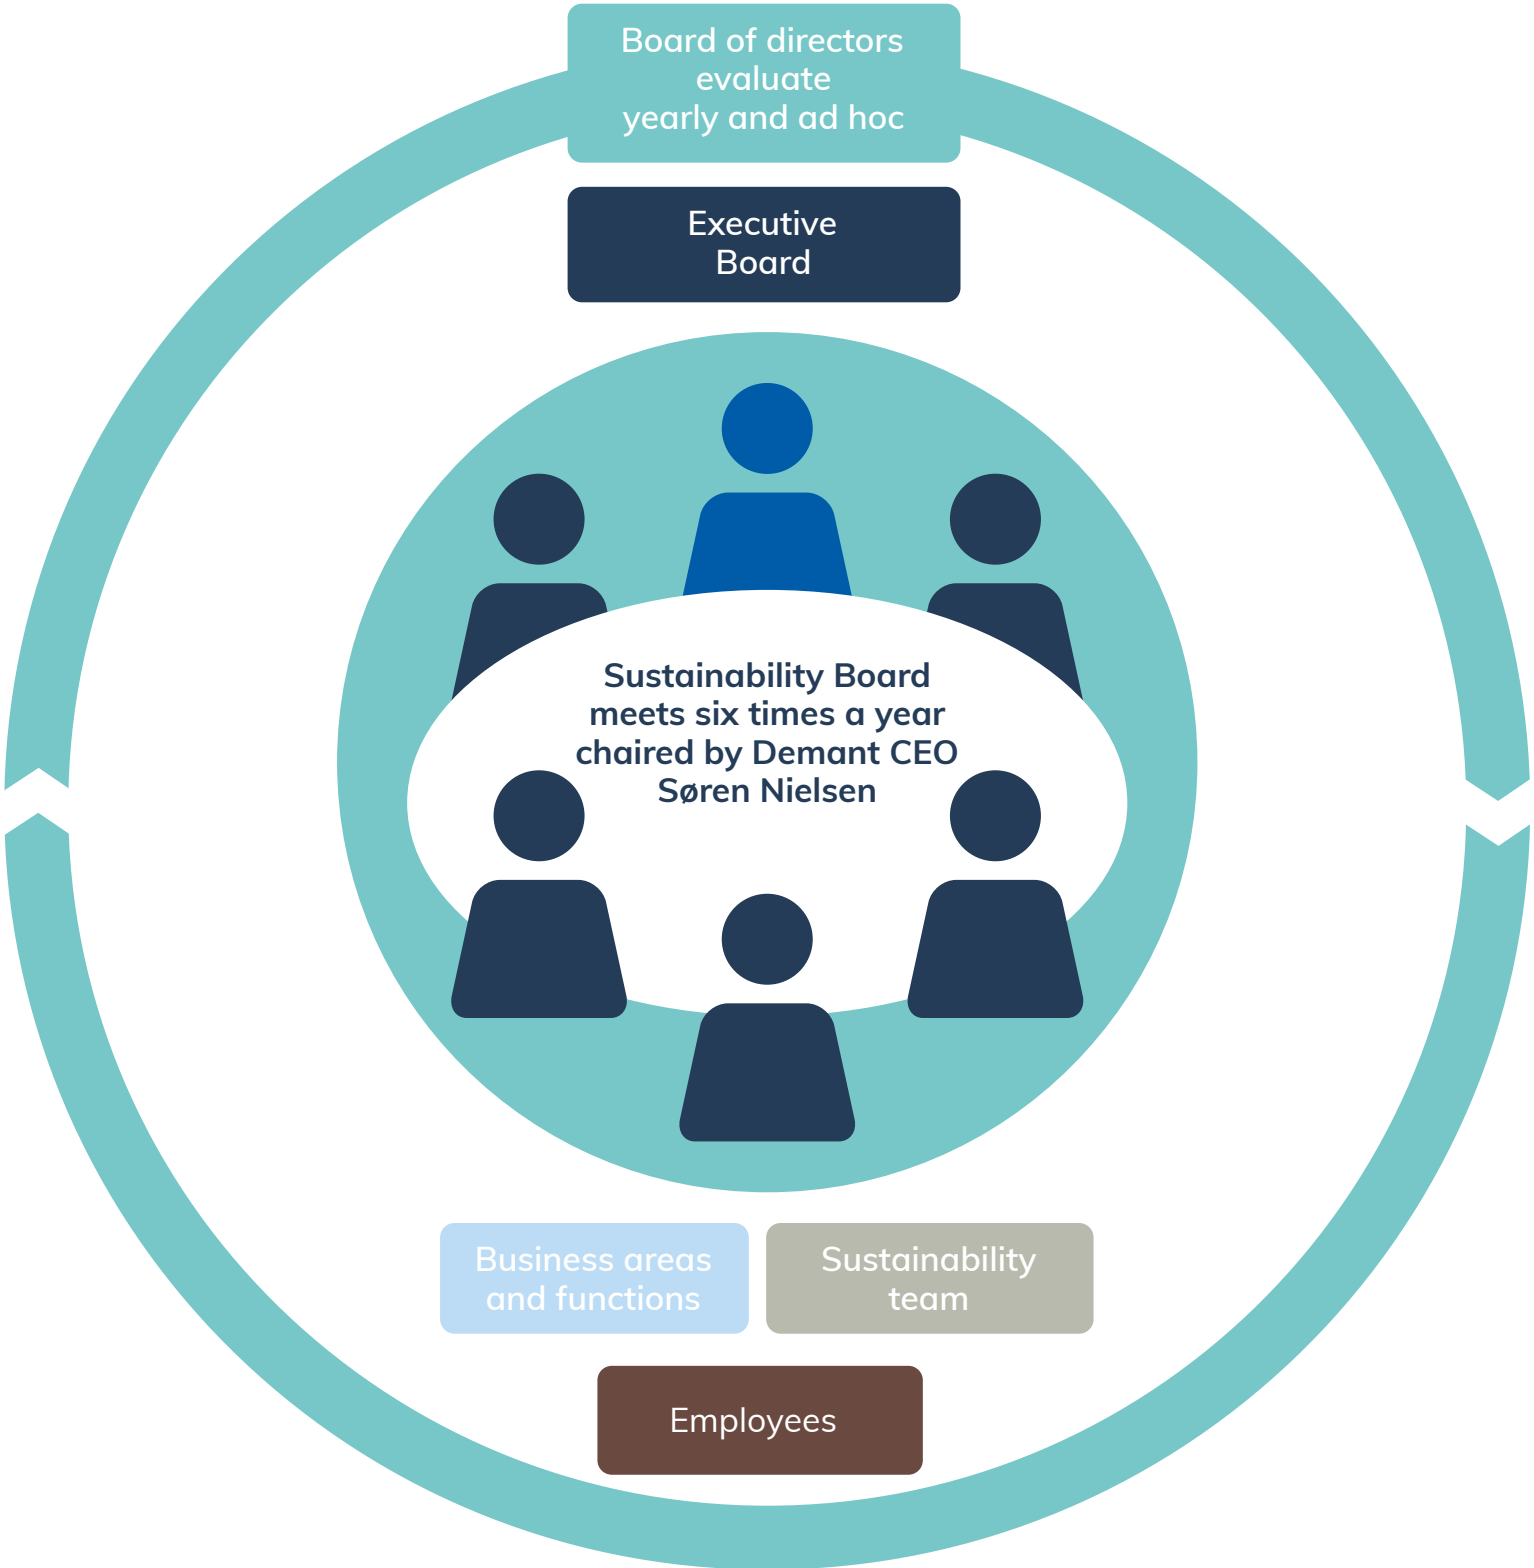 Board of directors
evaluate
yearly and ad hoc
Executive
Board
Sustainability Board
meets six times a year
chaired by Demant CEO
Søren Nielsen
Business areas
and functions
Sustainability
team
Employees